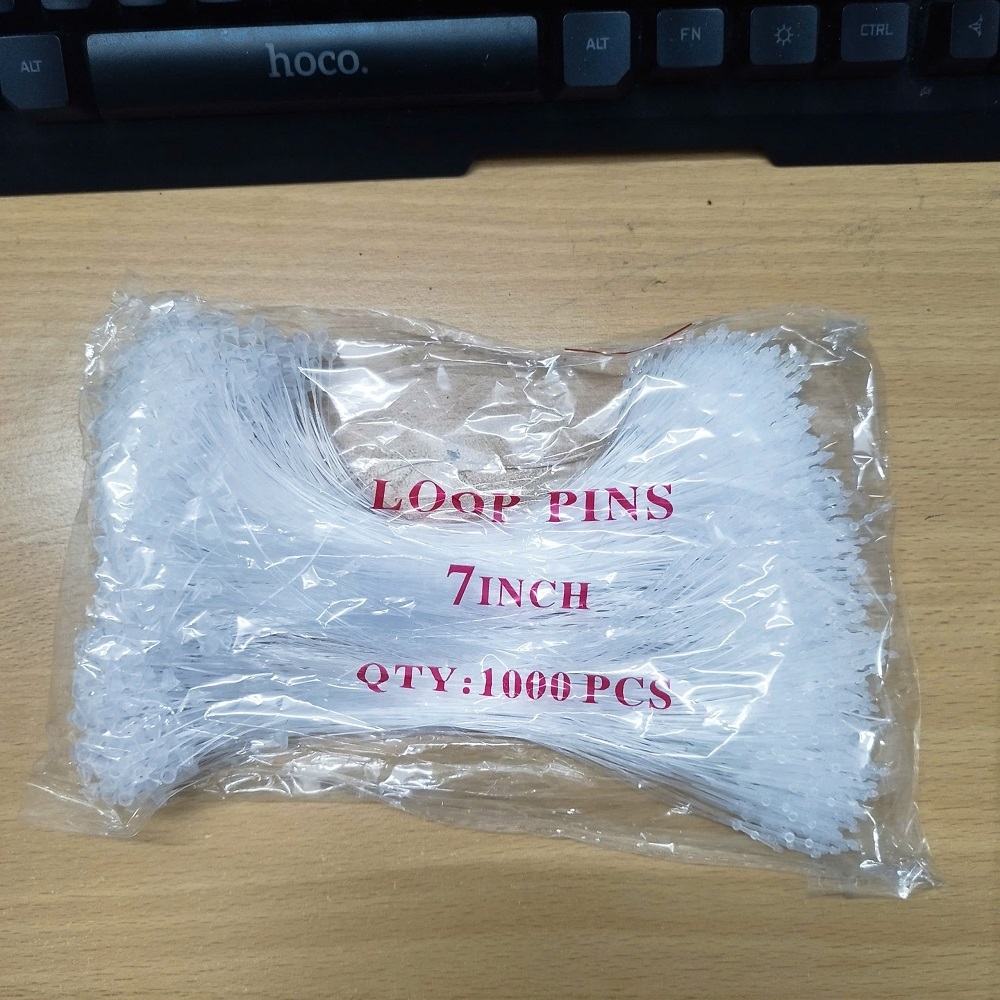 ALT hoco. ALT FN CTRL
LOOP PINS
7INCH
QTY:1000 PCS